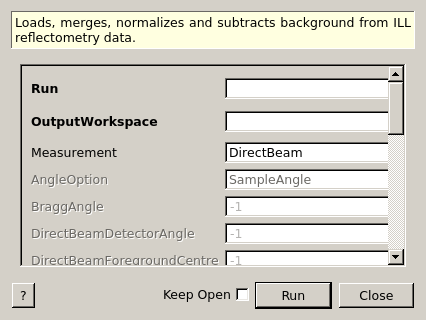 Loads, merges, normalizes and subtracts background from ILL
reflectometry data.
Run
OutputWorkspace
Measurement DirectBeam
AngleOption SampleAngle
BraggAngle -1
DirectBeamDetectorAngle -1
DirectBeamForegroundCentre -1
? Keep Open Run Close